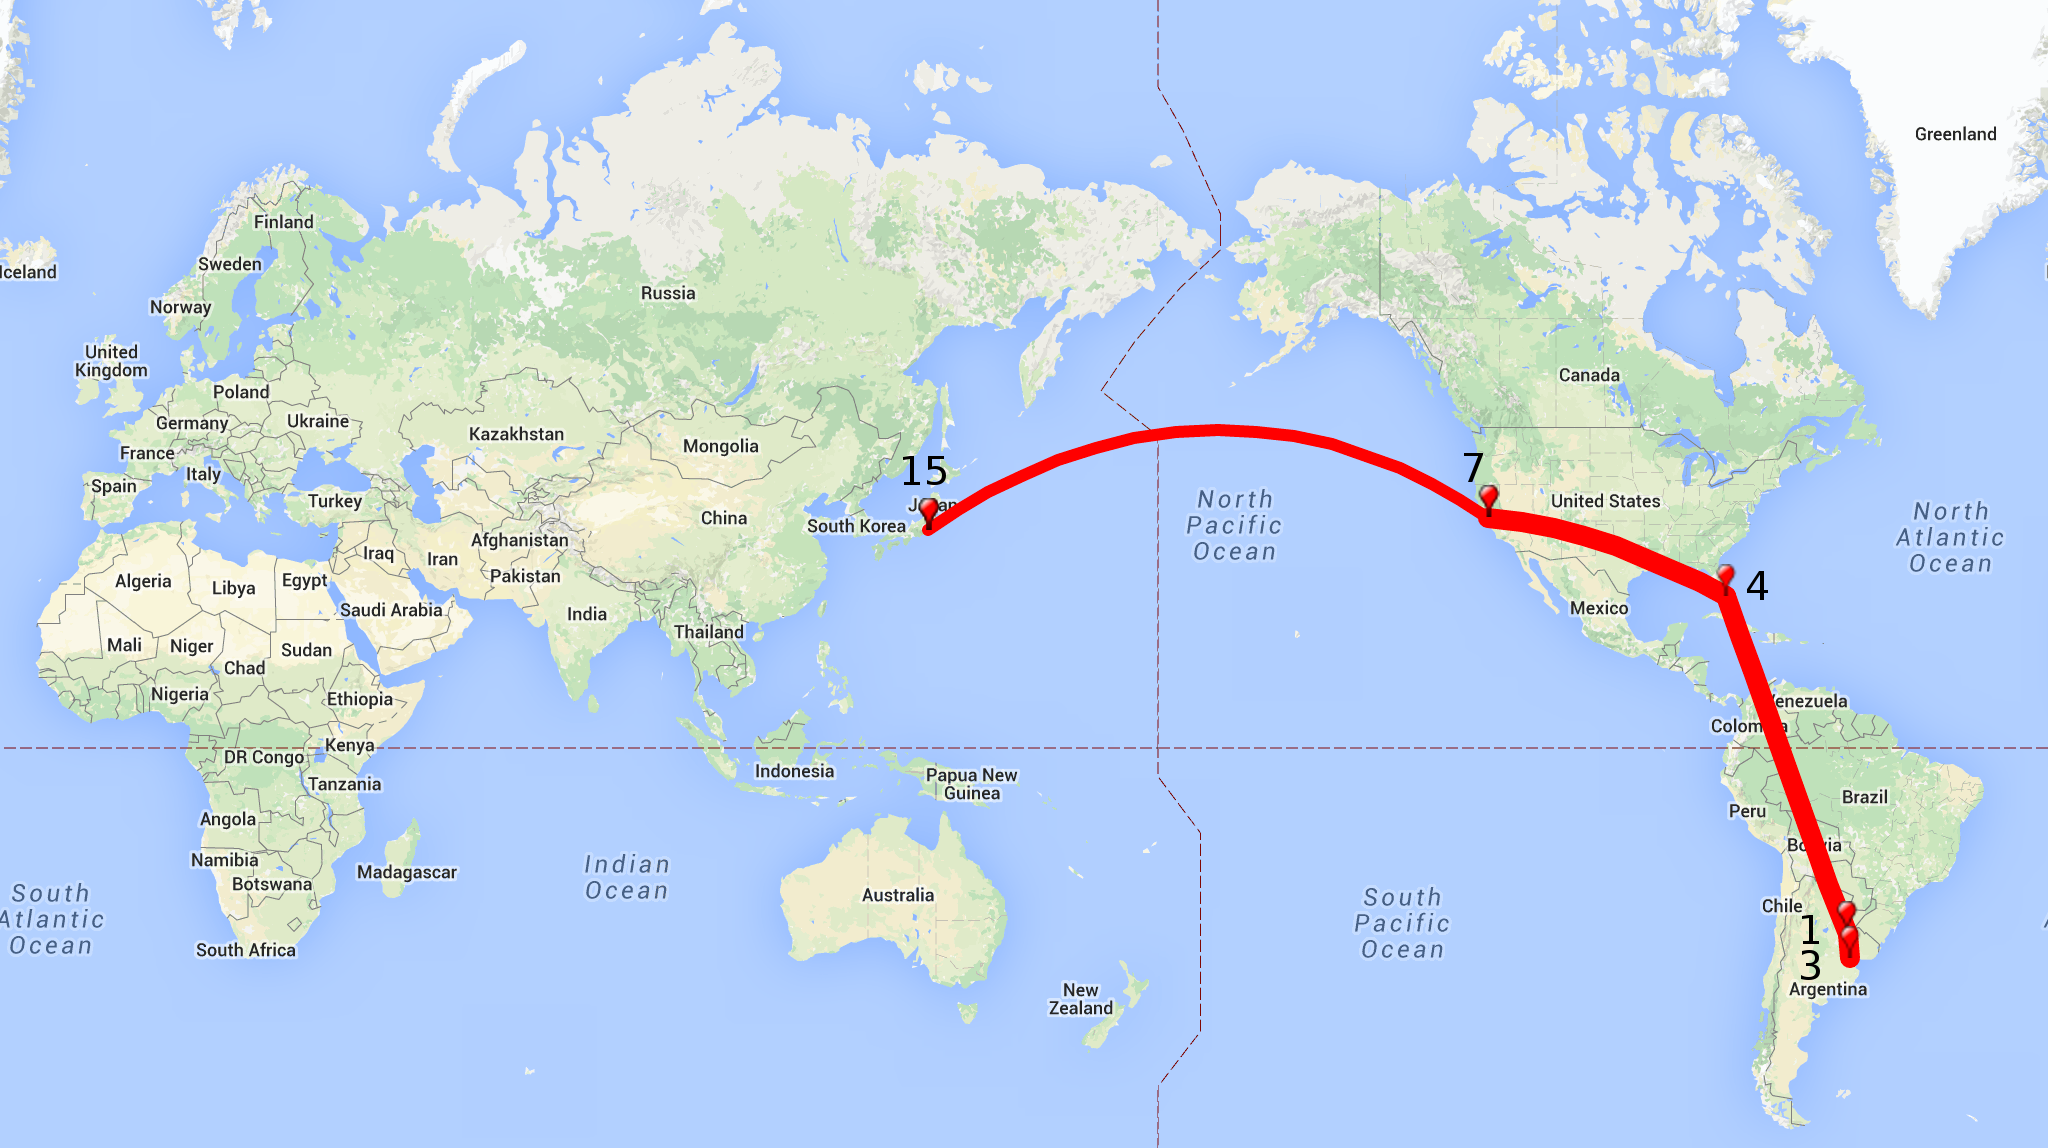 Greenland
Finland
Iceland
Sweden
Russia
Norway
United
Kingdom
Canada
Poland
Germany
Ukraine
Kazakhstan
Mongolia
France
Italy
15
7
Spain
Turkey
Japan
United States
North
Pacific
Ocean
North
Atlantic
Ocean
China
South Korea
Afghanistan
Iraq
Iran
Pakistan
Algeria
Libya
Egypt
Saudi Arabia
India
4
Mexico
Thailand
Mali
Niger
Sudan
Chad
Nigeria
Ethiopia
Venezuela
Colombia
Kenya
DR Congo
Tanzania
Indonesia
Papua New
Guinea
Brazil
Peru
Angola
Bolivia
Namibia
Botswana
Madagascar
Indian
Ocean
Australia
South
Atlantic
Ocean
South
Pacific
Ocean
Chile
1
3
South Africa
Argentina
New
Zealand